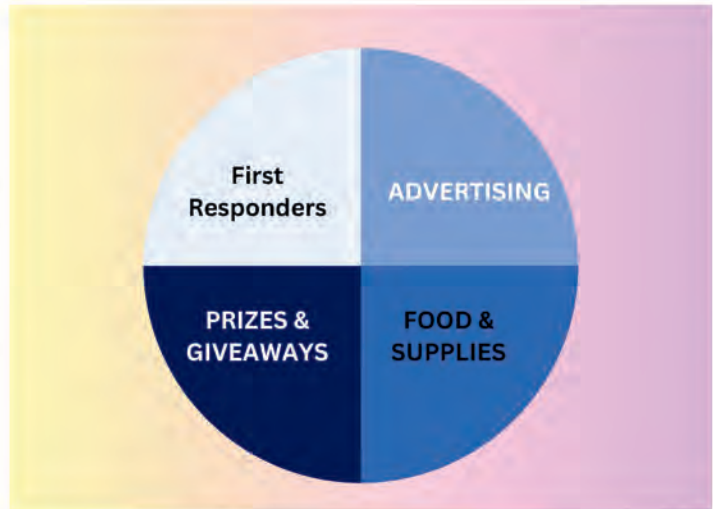 First
Responders
ADVERTISING
PRIZES &
GIVEAWAYS
FOOD &
SUPPLIES